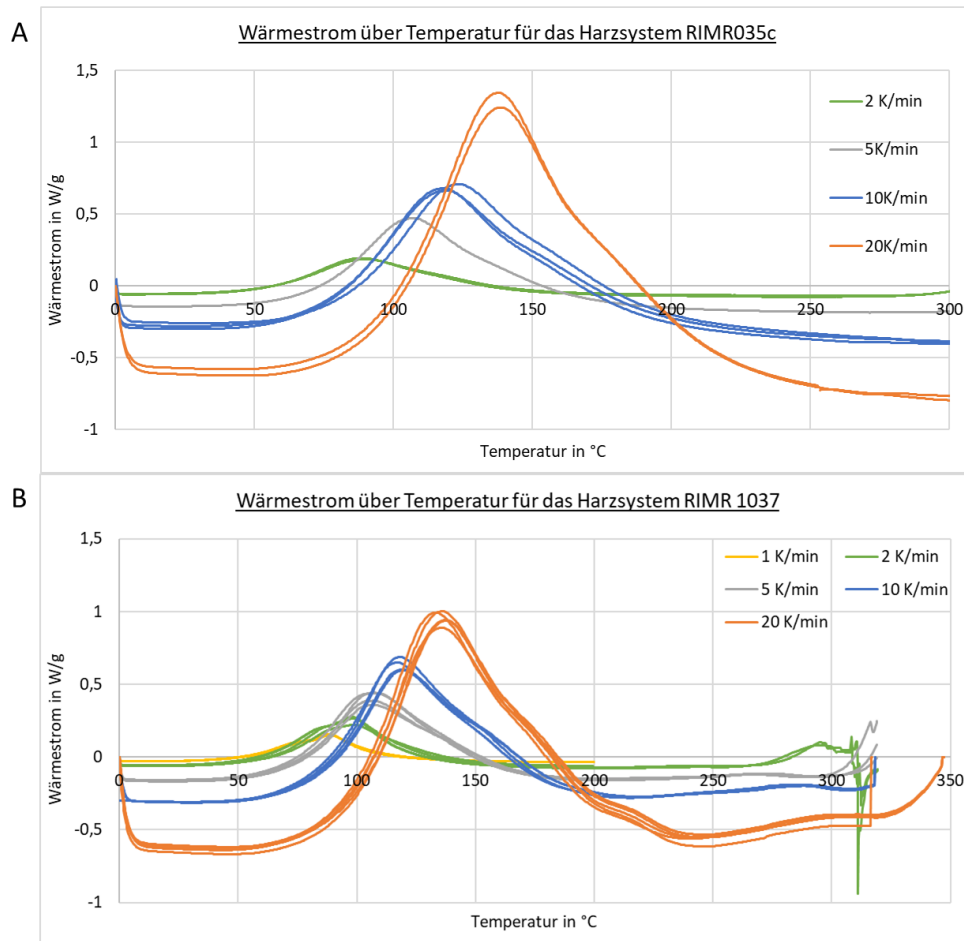 A
Wärmestrom über Temperatur für das Harzsystem RIMR035c
1,5
1
0,5
0
-0,5
-1
0
50
100
150
200
250
300
Wärmestrom in W/g
Temperatur in °C
2 K/min
5K/min
10K/min
20K/min
B
Wärmestrom über Temperatur für das Harzsystem RIMR 1037
1,5
1
0,5
0
-0,5
-1
0
50
100
150
200
250
300
350
Wärmestrom in W/g
Temperatur in °C
1 K/min
2 K/min
5 K/min
10 K/min
20 K/min